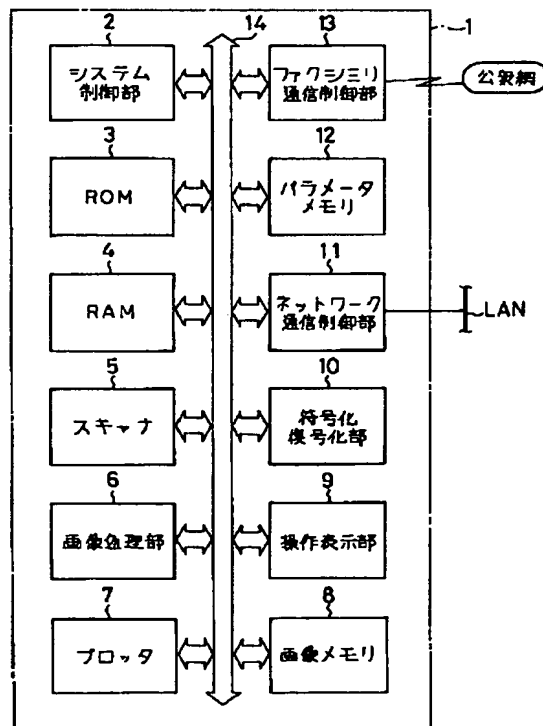 2
14
13
1
システム
制御部
ファクシミリ
通信制御部
公衆網
3
12
ROM
パラメータ
メモリ
4
11
RAM
ネットワーク
通信制御部
LAN
5
10
スキャナ
符号化
復号化部
6
9
画像処理部
操作表示部
7
8
プロッタ
画像メモリ